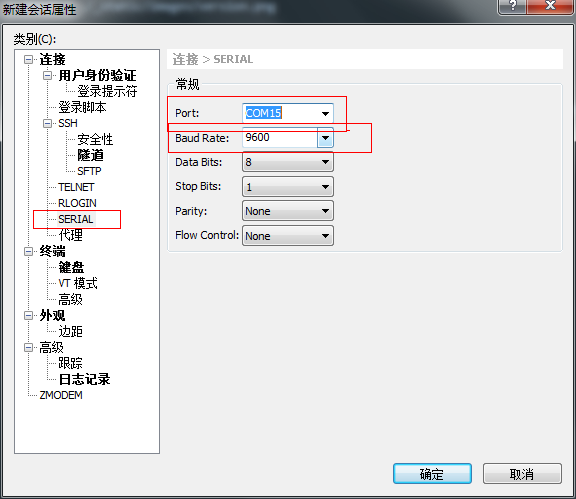 新建会话属性
类别(C):
连接
用户身份验证
登录提示符
登录脚本
SSH
安全性
隧道
SFTP
TELNET
RLOGIN
SERIAL
代理
终端
键盘
VT 模式
高级
外观
边距
高级
跟踪
日志记录
ZMODEM
连接 > SERIAL
常规
Port: COM15
Baud Rate: 9600
Data Bits: 8
Stop Bits: 1
Parity: None
Flow Control: None
确定
取消